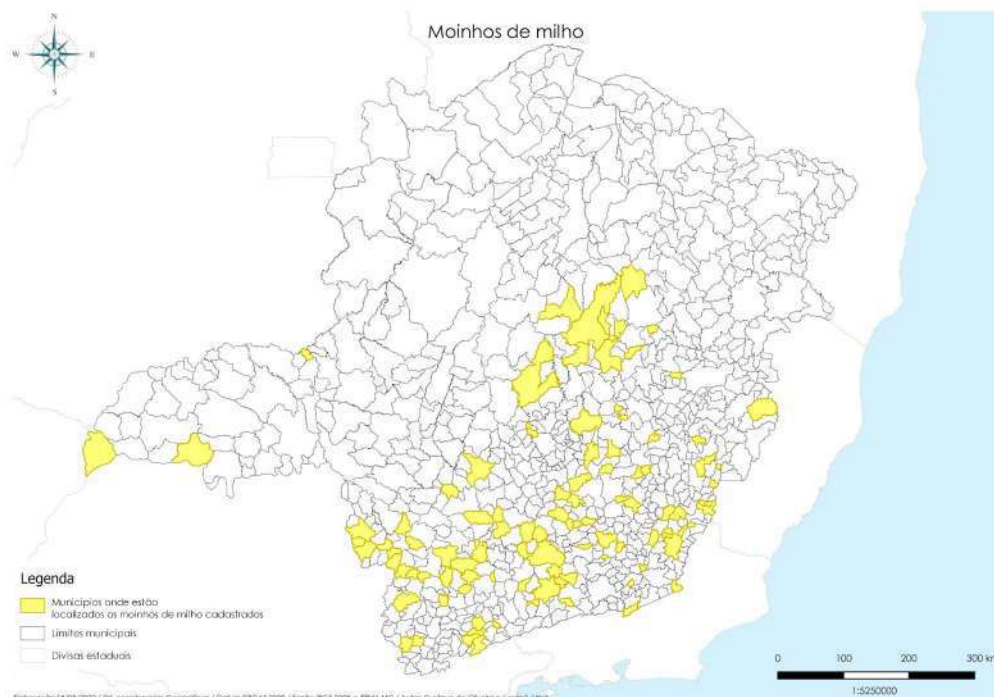 Moinhos de milho
N
W
E
S
Legenda
Municípios onde estão
localizados os moinhos de milho cadastrados
Limites municipais
Divisas estaduais
0 100 200 300 km
1:5250000